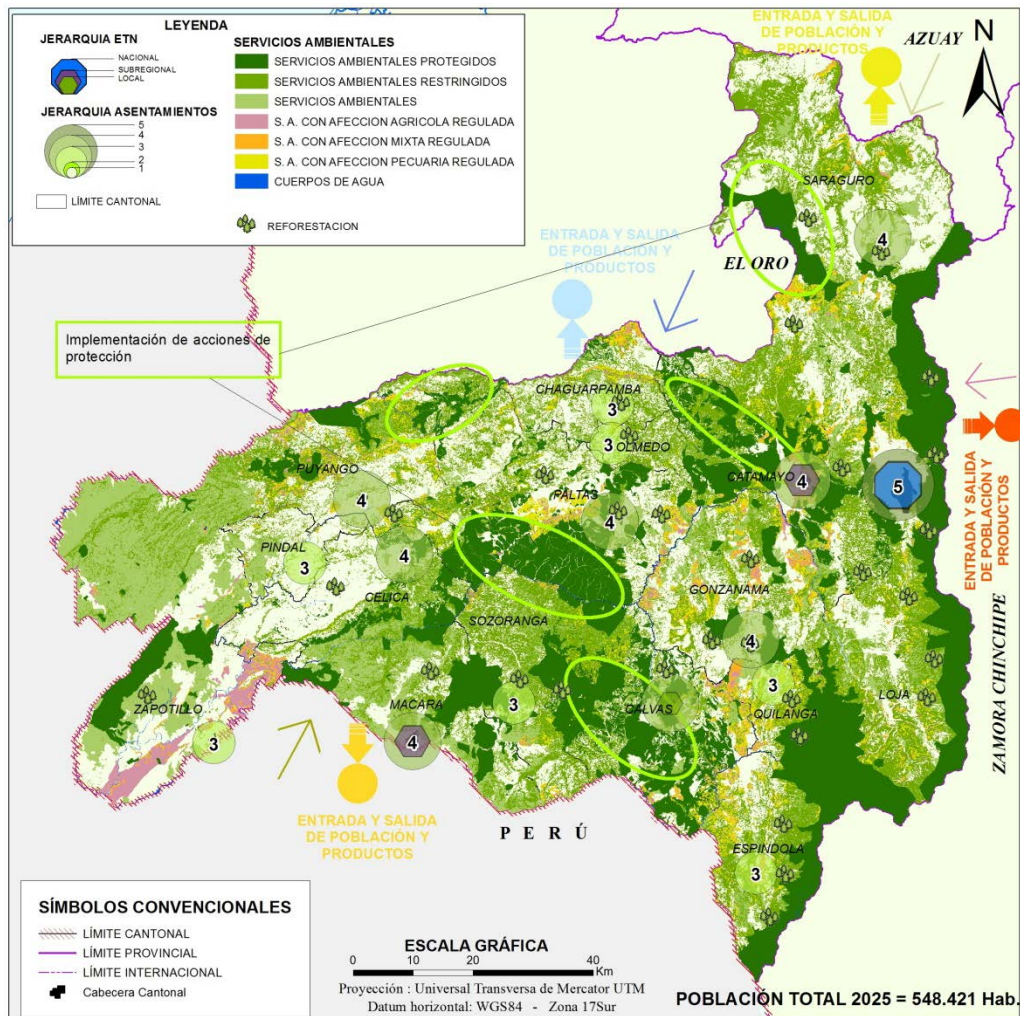 LEYENDA
JERARQUIA ETN
NACIONAL
SUBREGIONAL
LOCAL
JERARQUIA ASENTAMIENTOS
5
4
3
2
1
LÍMITE CANTONAL
SERVICIOS AMBIENTALES
SERVICIOS AMBIENTALES PROTEGIDOS
SERVICIOS AMBIENTALES RESTRINGIDOS
SERVICIOS AMBIENTALES
S. A. CON AFECCION AGRICOLA REGULADA
S. A. CON AFECCION MIXTA REGULADA
S. A. CON AFECCION PECUARIA REGULADA
CUERPOS DE AGUA
REFORESTACION
ENTRADA Y SALIDA
DE POBLACIÓN Y
PRODUCTOS
AZUAY
N
SARAGURO
4
ENTRADA Y SALIDA
DE POBLACIÓN Y
PRODUCTOS
EL ORO
Implementación de acciones de
protección
CHAGUARPAMBA
3
3
OLMEDO
CATAMAYO
4
5
PUYANGO
4
PALTAS
4
PINDAL
3
4
CELICA
GONZANAMA
SOZORANGA
4
3
QUILANGA
LOJA
ZAPOTILLO
3
MACARA
4
3
CALVAS
ENTRADA Y SALIDA
DE POBLACIÓN Y
PRODUCTOS
ZAMORA CHINCHIPE
ENTRADA Y SALIDA
DE POBLACIÓN Y
PRODUCTOS
PERÚ
ESPINDOLA
3
SÍMBOLOS CONVENCIONALES
LÍMITE CANTONAL
LÍMITE PROVINCIAL
LÍMITE INTERNACIONAL
Cabecera Cantonal
ESCALA GRÁFICA
0 10 20 40
Km
Proyección : Universal Transversa de Mercator UTM
Datum horizontal: WGS84 - Zona 17Sur
POBLACIÓN TOTAL 2025 = 548.421 Hab.